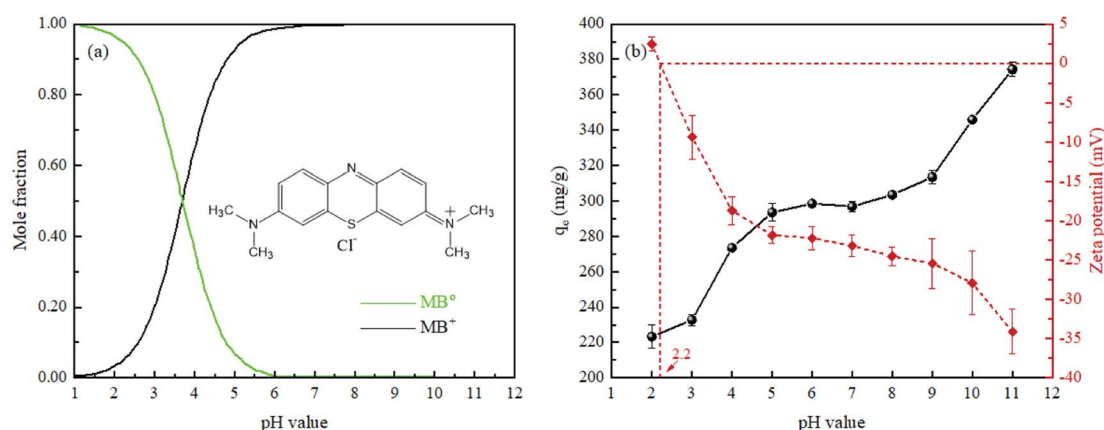 (a)
Mole fraction
1.00
0.80
0.60
0.40
0.20
0.00
N
H₃C
N
CH₃
S
Cl⁻
N⁺
CH₃
CH₃
MB°
MB⁺
1 2 3 4 5 6 7 8 9 10 11 12
pH value
(b)
qe (mg/g)
400
380
360
340
320
300
280
260
240
220
200
5
0
-5
-10
-15
-20
-25
-30
-35
-40
Zeta potential (mV)
2.2
1 2 3 4 5 6 7 8 9 10 11 12
pH value